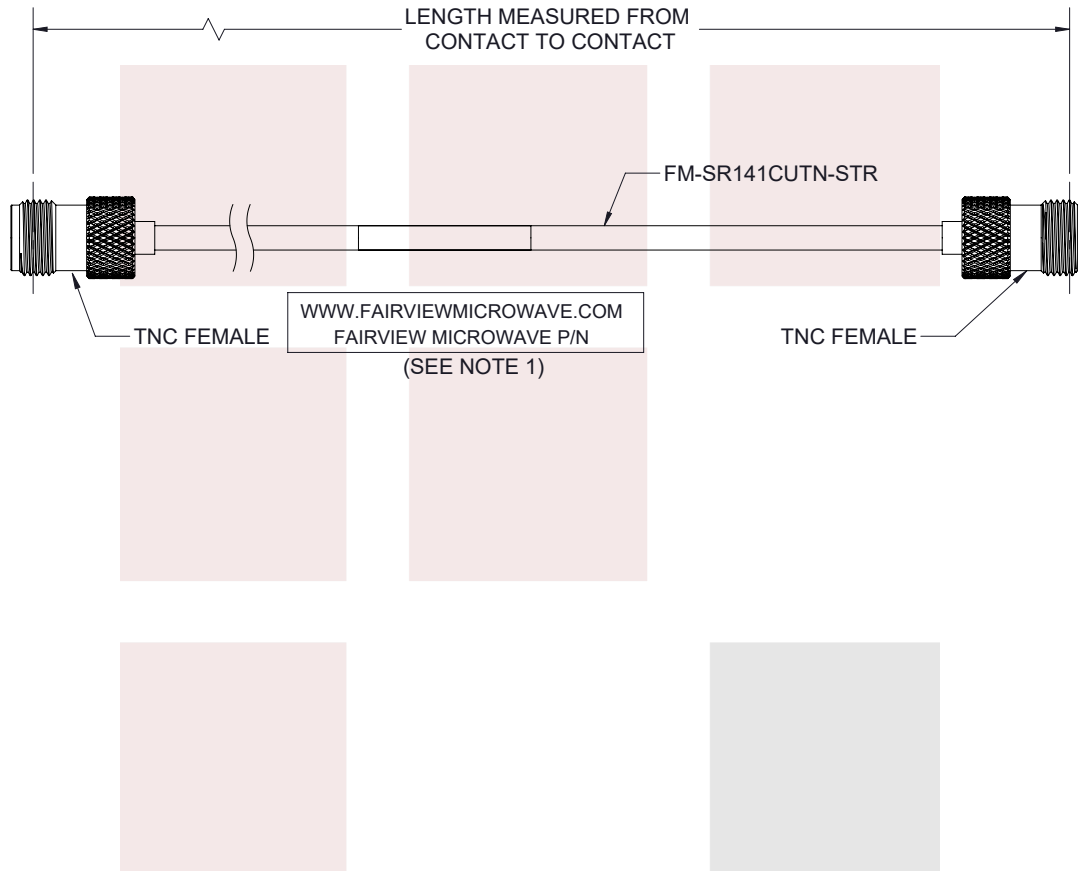 LENGTH MEASURED FROM
CONTACT TO CONTACT
FM-SR141CUTN-STR
TNC FEMALE
WWW.FAIRVIEWMICROWAVE.COM
FAIRVIEW MICROWAVE P/N
(SEE NOTE 1)
TNC FEMALE